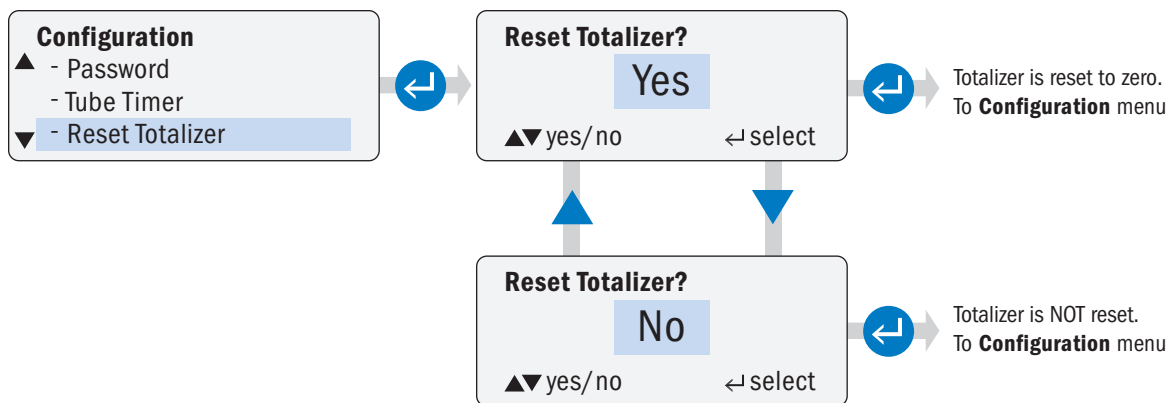 Configuration
- Password
- Tube Timer
- Reset Totalizer
Reset Totalizer?
Yes
▲▼ yes/no ↵ select
Totalizer is reset to zero.
To Configuration menu
Reset Totalizer?
No
▲▼ yes/no ↵ select
Totalizer is NOT reset.
To Configuration menu